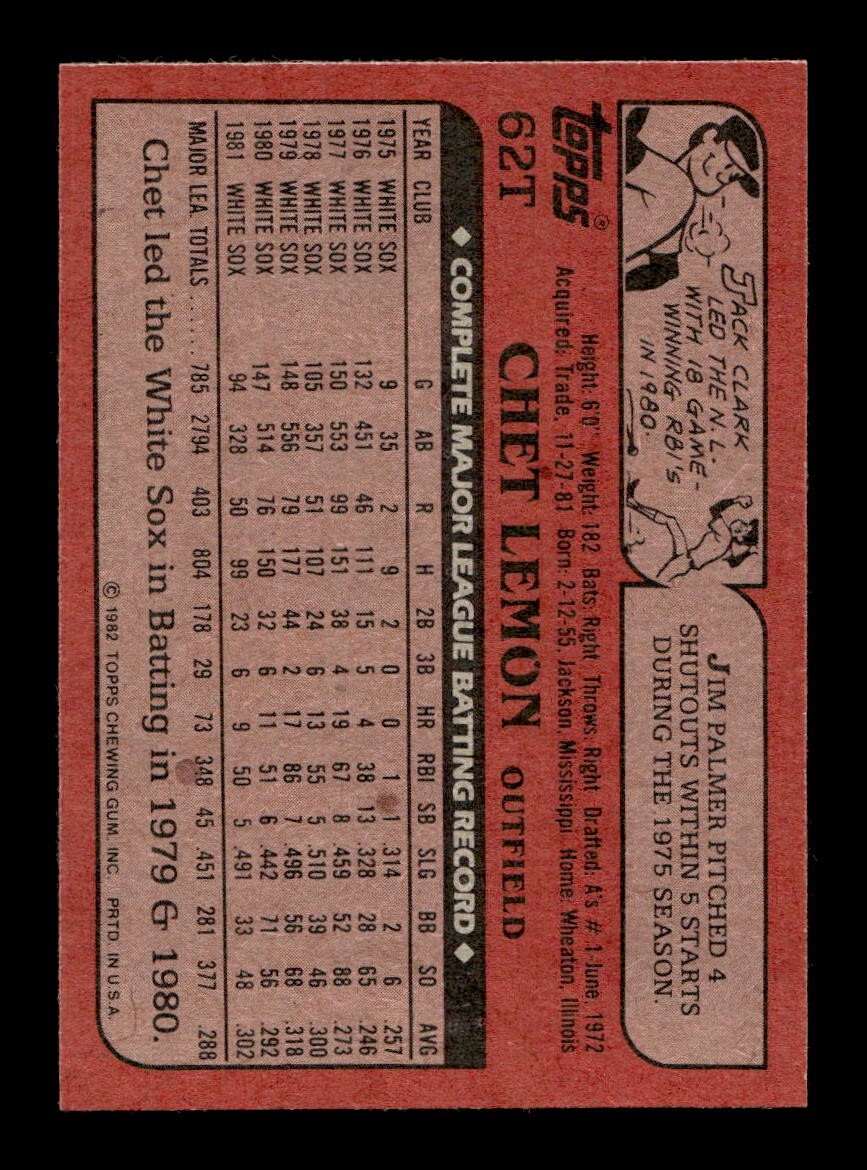 JACK CLARK
LED THE N.L.
WITH 18 GAME-
WINNING RBI's
IN 1980.
JIM PALMER PITCHED 4
SHUTOUTS WITHIN 5 STARTS
DURING THE 1975 SEASON.
topps®
62T
Height: 6'0" Weight: 182 Bats: Right Throws: Right Drafted: A's # 1-June, 1972
Acquired: Trade, 11-27-81 Born: 2-12-55, Jackson, Mississippi Home: Wheaton, Illinois
CHET LEMON OUTFIELD
◆ COMPLETE MAJOR LEAGUE BATTING RECORD ◆
YEAR CLUB G AB R H 2B 3B HR RBI SB SLG BB SO AVG
1975 WHITE SOX 9 35 2 9 2 0 0 1 1 .314 2 6 .257
1976 WHITE SOX 132 451 46 111 15 5 4 38 13 .328 28 65 .246
1977 WHITE SOX 150 553 99 151 38 4 19 67 8 .459 52 88 .273
1978 WHITE SOX 105 357 51 107 24 6 13 55 5 .510 39 46 .300
1979 WHITE SOX 148 556 79 177 44 2 17 86 7 .496 56 68 .318
1980 WHITE SOX 147 514 76 150 32 6 11 51 6 .442 71 56 .292
1981 WHITE SOX 94 328 50 99 23 6 9 50 5 .491 33 48 .302
MAJOR LEA. TOTALS ...... 785 2794 403 804 178 29 73 348 45 .451 281 377 .288
Chet led the White Sox in Batting in 1979 & 1980.
© 1982 TOPPS CHEWING GUM, INC. PRTD. IN U.S.A.